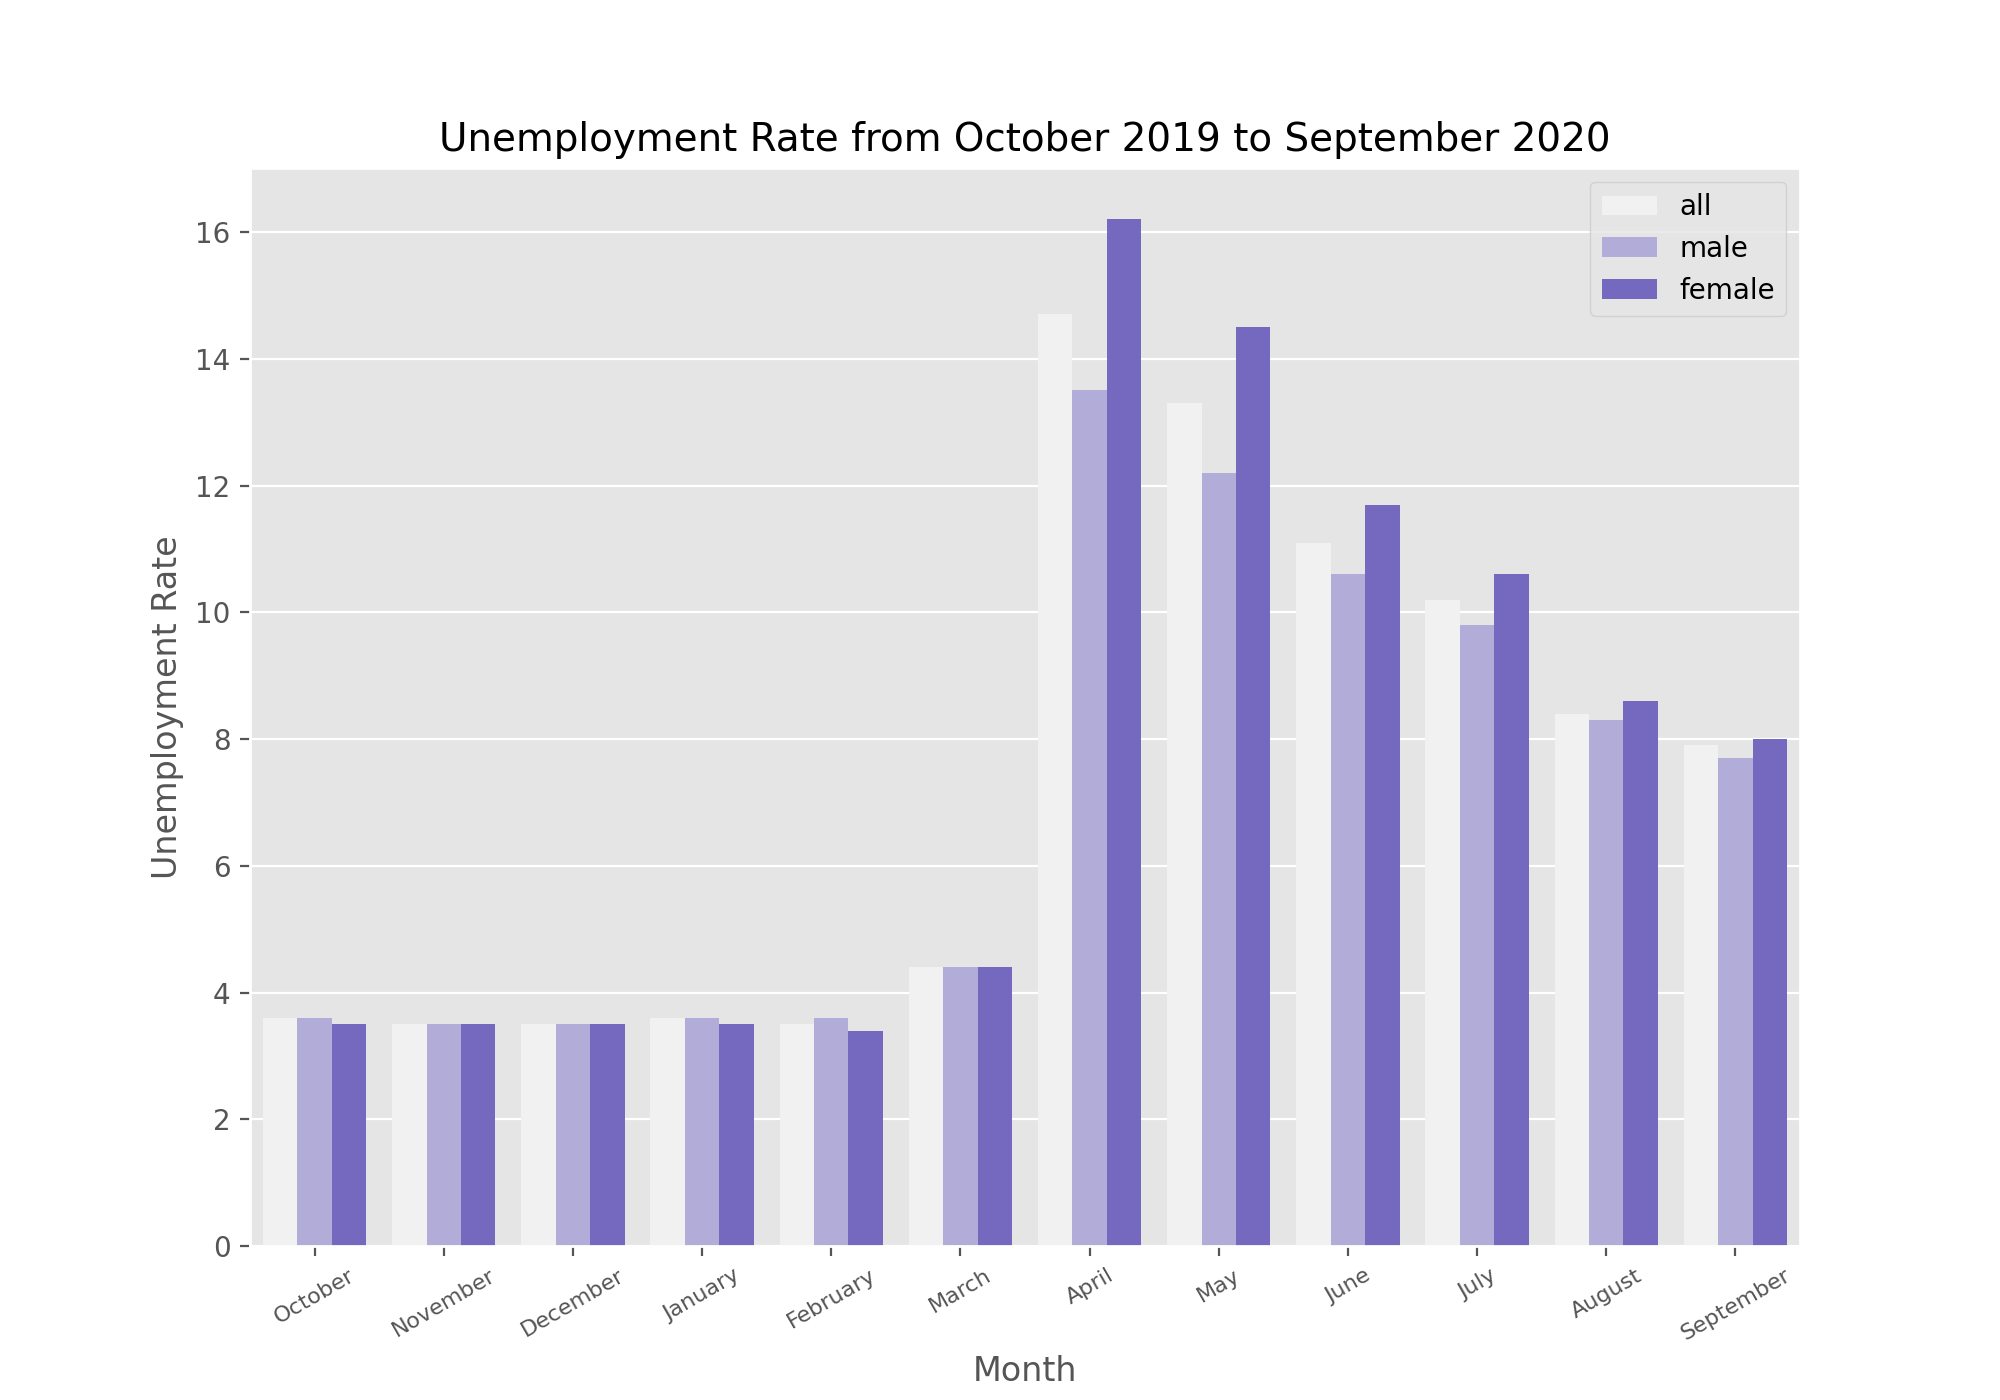 Unemployment Rate from October 2019 to September 2020
all
male
female
Unemployment Rate
16
14
12
10
8
6
4
2
0
October
November
December
January
February
March
April
May
June
July
August
September
Month